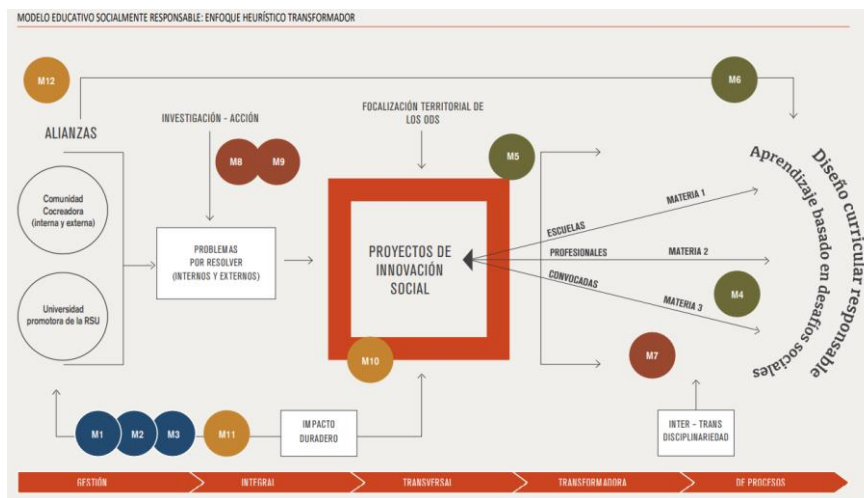 MODELO EDUCATIVO SOCIALMENTE RESPONSABLE: ENFOQUE HEURÍSTICO TRANSFORMADOR
M12
M6
ALIANZAS
INVESTIGACIÓN - ACCIÓN
FOCALIZACIÓN TERRITORIAL DE
LOS ODS
M8
M9
M5
Comunidad
Cocreadora
(interna y externa)
Universidad
promotora de la RSU
PROBLEMAS
POR RESOLVER
(INTERNOS Y EXTERNOS)
PROYECTOS DE
INNOVACIÓN
SOCIAL
M10
ESCUELAS
MATERIA 1
PROFESIONALES
MATERIA 2
CONVOCADAS
MATERIA 3
M4
M7
Aprendizaje basado en desafíos sociales
Diseño curricular responsable
M1
M2
M3
M11
IMPACTO
DURADERO
INTER - TRANS
DISCIPLINARIEDAD
GESTIÓN
INTEGRAL
TRANSVERSAL
TRANSFORMADORA
DE PROCESOS